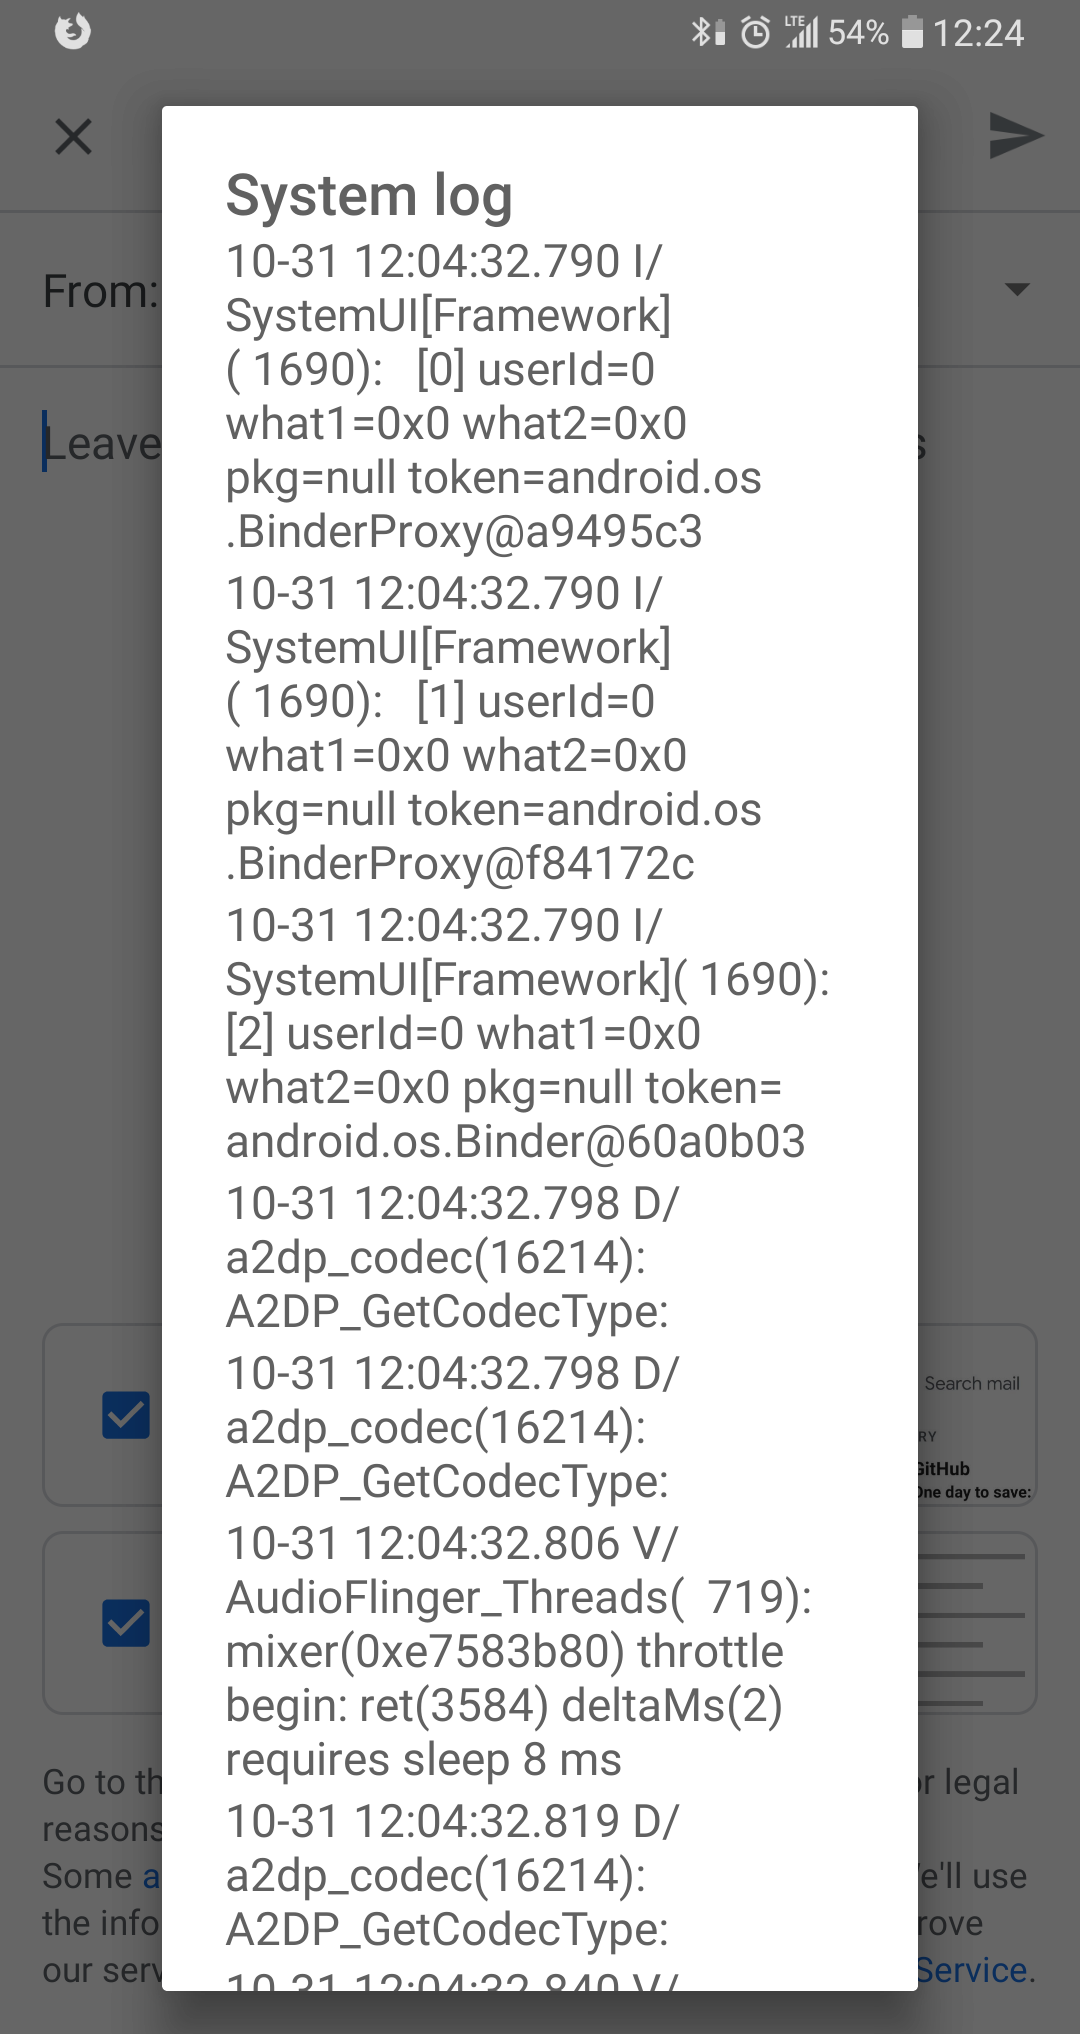 LTE 54% 12:24
System log
10-31 12:04:32.790 I/
SystemUI[Framework]
( 1690):   [0] userId=0
what1=0x0 what2=0x0
pkg=null token=android.os
.BinderProxy@a9495c3
10-31 12:04:32.790 I/
SystemUI[Framework]
( 1690):   [1] userId=0
what1=0x0 what2=0x0
pkg=null token=android.os
.BinderProxy@f84172c
10-31 12:04:32.790 I/
SystemUI[Framework]( 1690):
[2] userId=0 what1=0x0
what2=0x0 pkg=null token=
android.os.Binder@60a0b03
10-31 12:04:32.798 D/
a2dp_codec(16214):
A2DP_GetCodecType:
10-31 12:04:32.798 D/
a2dp_codec(16214):
A2DP_GetCodecType:
10-31 12:04:32.806 V/
AudioFlinger_Threads(  719):
mixer(0xe7583b80) throttle
begin: ret(3584) deltaMs(2)
requires sleep 8 ms
10-31 12:04:32.819 D/
a2dp_codec(16214):
A2DP_GetCodecType:
10-31 12:04:32.840 V/
From:
Leave
Search mail
GitHub
One day to save:
Go to legal
reasons
Some use
the
our Service.